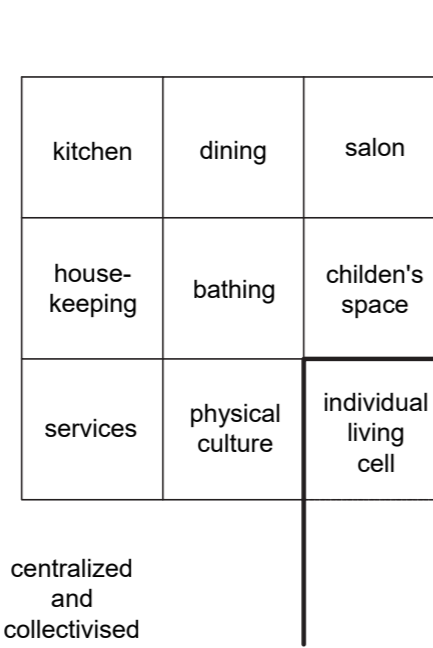 kitchen
dining
salon
house-
keeping
bathing
childen's
space
services
physical
culture
individual
living
cell
centralized
and
collectivised